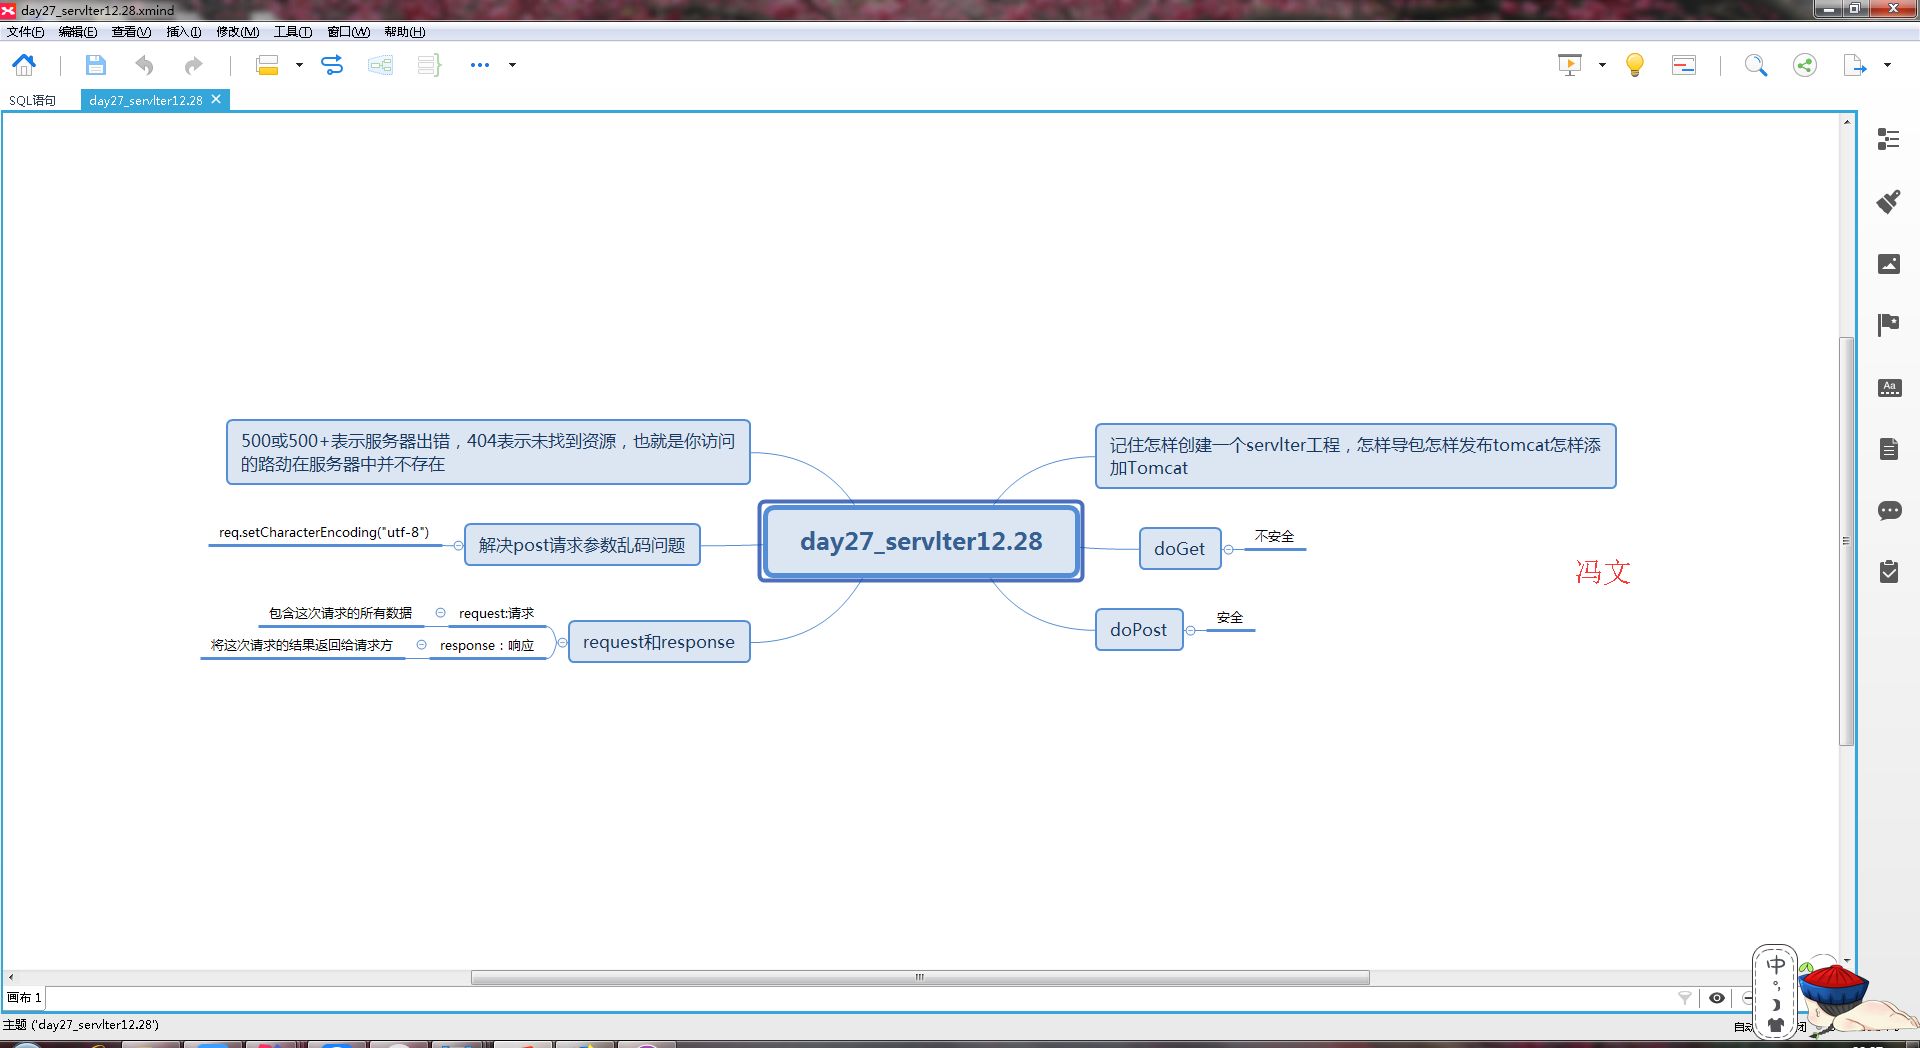 day27_servlter12.28.xmind
文件(F) 编辑(E) 查看(V) 插入(I) 修改(M) 工具(T) 窗口(W) 帮助(H)
SQL语句 day27_servlter12.28
500或500+表示服务器出错，404表示未找到资源，也就是你访问
的路劲在服务器中并不存在
req.setCharacterEncoding("utf-8")
解决post请求参数乱码问题
包含这次请求的所有数据
request:请求
将这次请求的结果返回给请求方
response：响应
request和response
day27_servlter12.28
记住怎样创建一个servlter工程，怎样导包怎样发布tomcat怎样添
加Tomcat
doGet
不安全
doPost
安全
冯文
Aa
中
画布 1
主题 ('day27_servlter12.28')